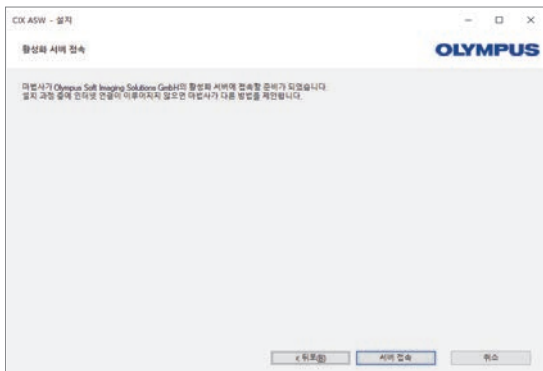 CIX ASW - 설치
활성화 서버 접속
OLYMPUS
마법사가 Olympus Soft Imaging Solutions GmbH의 활성화 서버에 접속할 준비가 되었습니다.
설치 과정 중에 인터넷 연결이 이루어지지 않으면 마법사가 다른 방법을 제안합니다.
< 뒤로(B)
서버 접속
취소